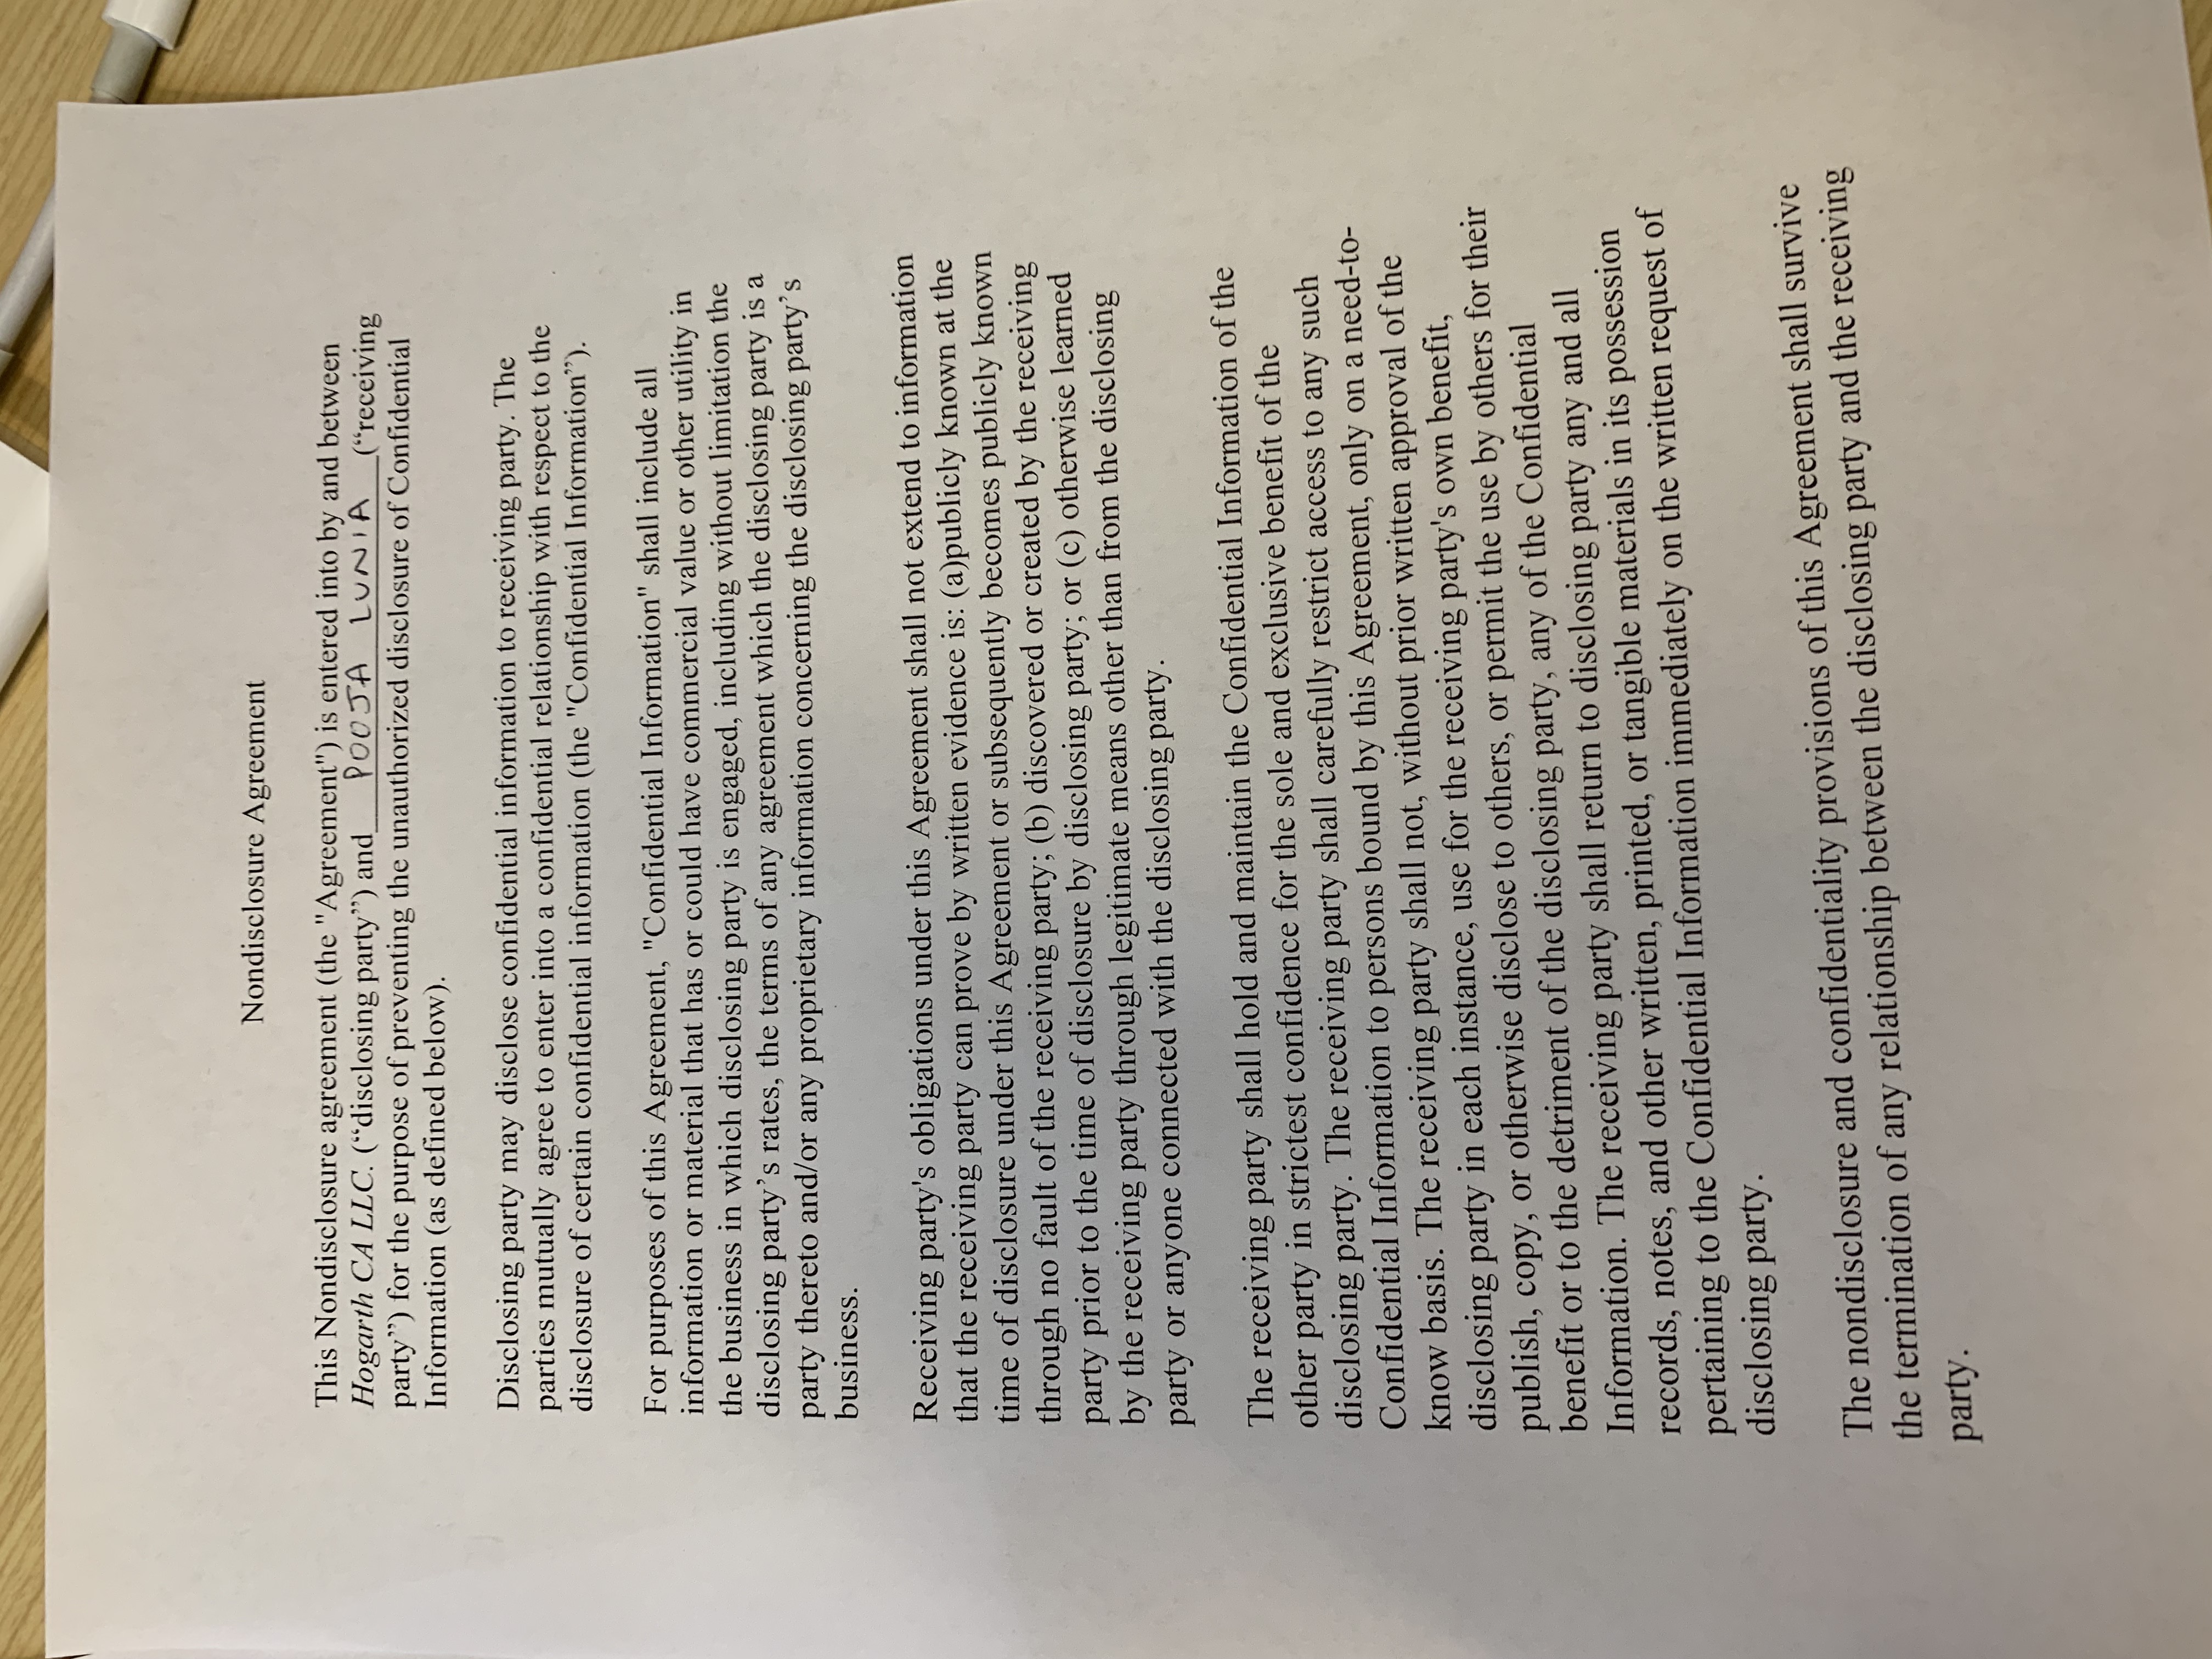 Nondisclosure Agreement
This Nondisclosure agreement (the "Agreement") is entered into by and between
Hogarth CA LLC. (“disclosing party”) and POOJA LUNIA (“receiving
party”) for the purpose of preventing the unauthorized disclosure of Confidential
Information (as defined below).
Disclosing party may disclose confidential information to receiving party. The
parties mutually agree to enter into a confidential relationship with respect to the
disclosure of certain confidential information (the "Confidential Information”).
For purposes of this Agreement, "Confidential Information" shall include all
information or material that has or could have commercial value or other utility in
the business in which disclosing party is engaged, including without limitation the
disclosing party’s rates, the terms of any agreement which the disclosing party is a
party thereto and/or any proprietary information concerning the disclosing party’s
business.
Receiving party's obligations under this Agreement shall not extend to information
that the receiving party can prove by written evidence is: (a)publicly known at the
time of disclosure under this Agreement or subsequently becomes publicly known
through no fault of the receiving party; (b) discovered or created by the receiving
party prior to the time of disclosure by disclosing party; or (c) otherwise learned
by the receiving party through legitimate means other than from the disclosing
party or anyone connected with the disclosing party.
The receiving party shall hold and maintain the Confidential Information of the
other party in strictest confidence for the sole and exclusive benefit of the
disclosing party. The receiving party shall carefully restrict access to any such
Confidential Information to persons bound by this Agreement, only on a need-to-
know basis. The receiving party shall not, without prior written approval of the
disclosing party in each instance, use for the receiving party's own benefit,
publish, copy, or otherwise disclose to others, or permit the use by others for their
benefit or to the detriment of the disclosing party, any of the Confidential
Information. The receiving party shall return to disclosing party any and all
records, notes, and other written, printed, or tangible materials in its possession
pertaining to the Confidential Information immediately on the written request of
disclosing party.
The nondisclosure and confidentiality provisions of this Agreement shall survive
the termination of any relationship between the disclosing party and the receiving
party.